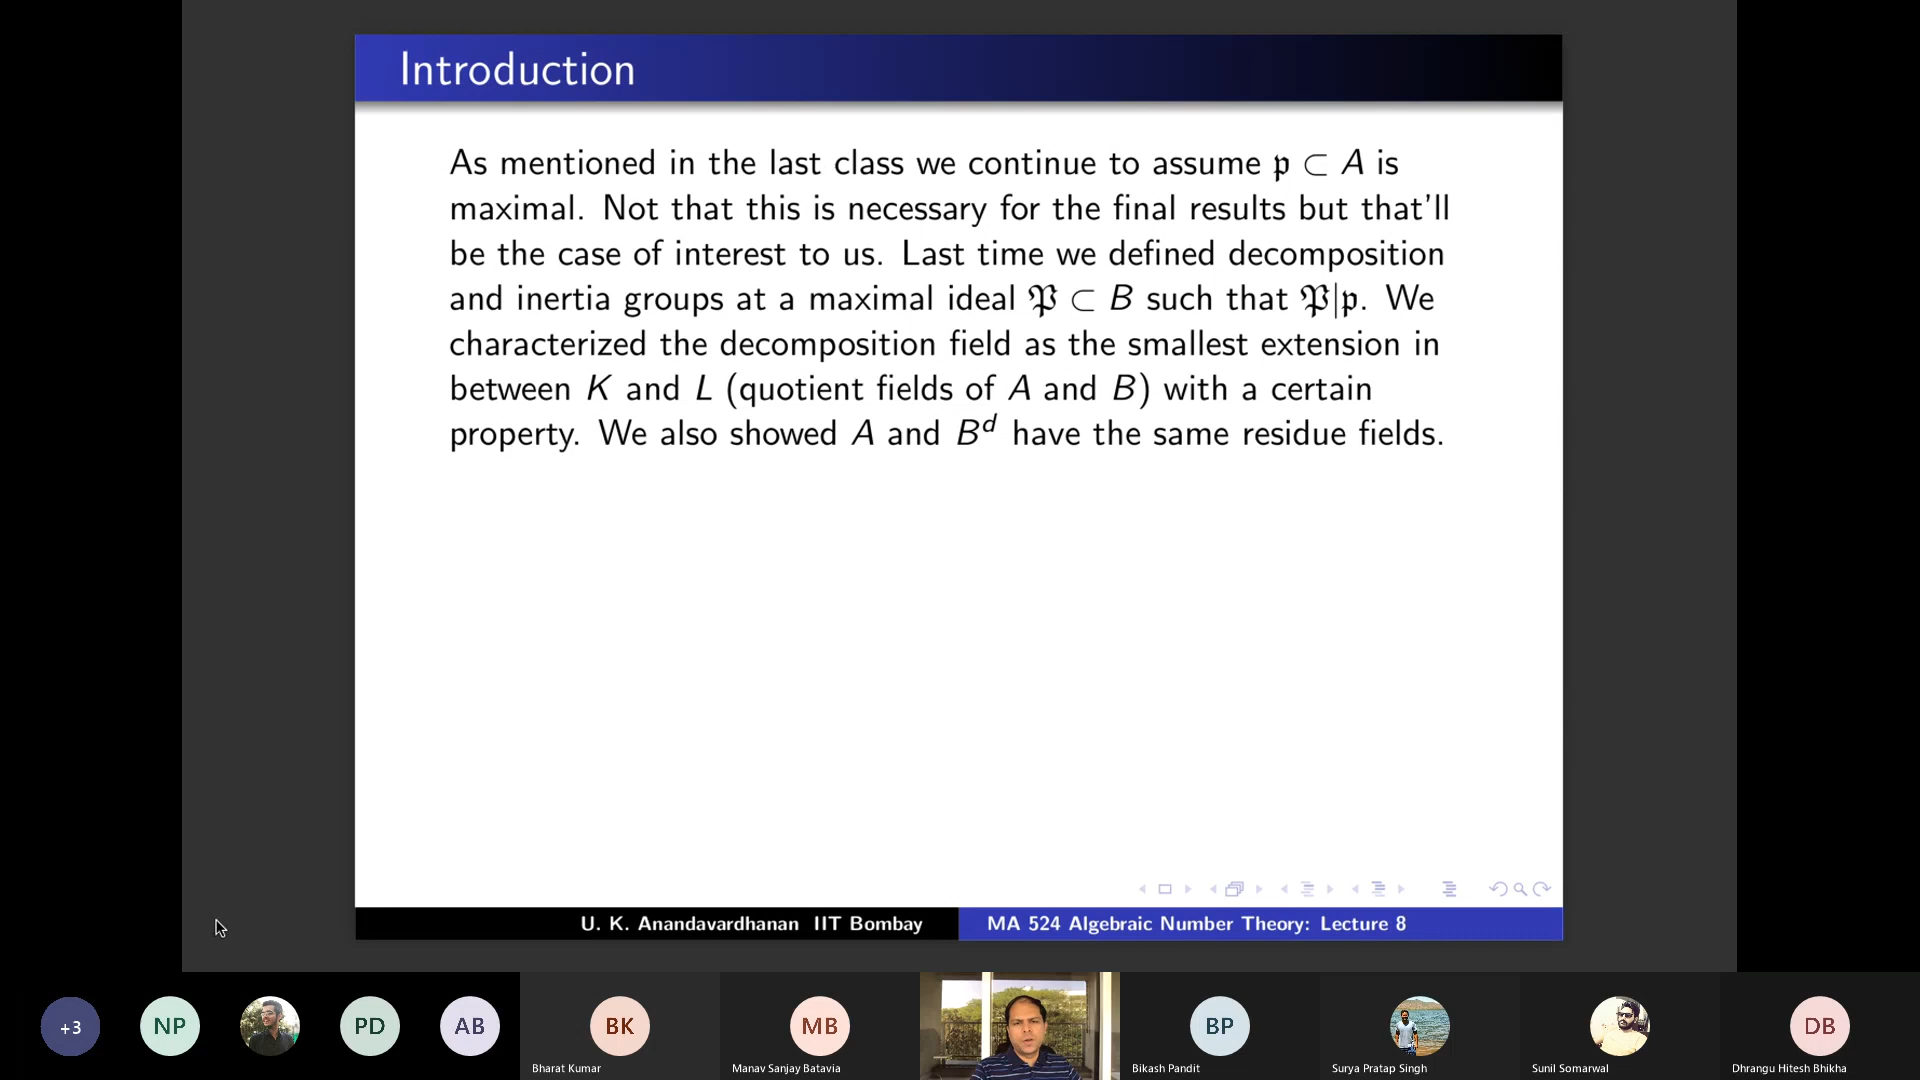 Introduction
As mentioned in the last class we continue to assume 𝔭 ⊂ A is
maximal. Not that this is necessary for the final results but that'll
be the case of interest to us. Last time we defined decomposition
and inertia groups at a maximal ideal 𝔓 ⊂ B such that 𝔓|𝔭. We
characterized the decomposition field as the smallest extension in
between K and L (quotient fields of A and B) with a certain
property. We also showed A and B^d have the same residue fields.
U. K. Anandavardhanan IIT Bombay
MA 524 Algebraic Number Theory: Lecture 8
+3
NP
PD
AB
BK
MB
BP
DB
Bharat Kumar
Manav Sanjay Batavia
Bikash Pandit
Surya Pratap Singh
Sunil Somarwal
Dhrangu Hitesh Bhikha